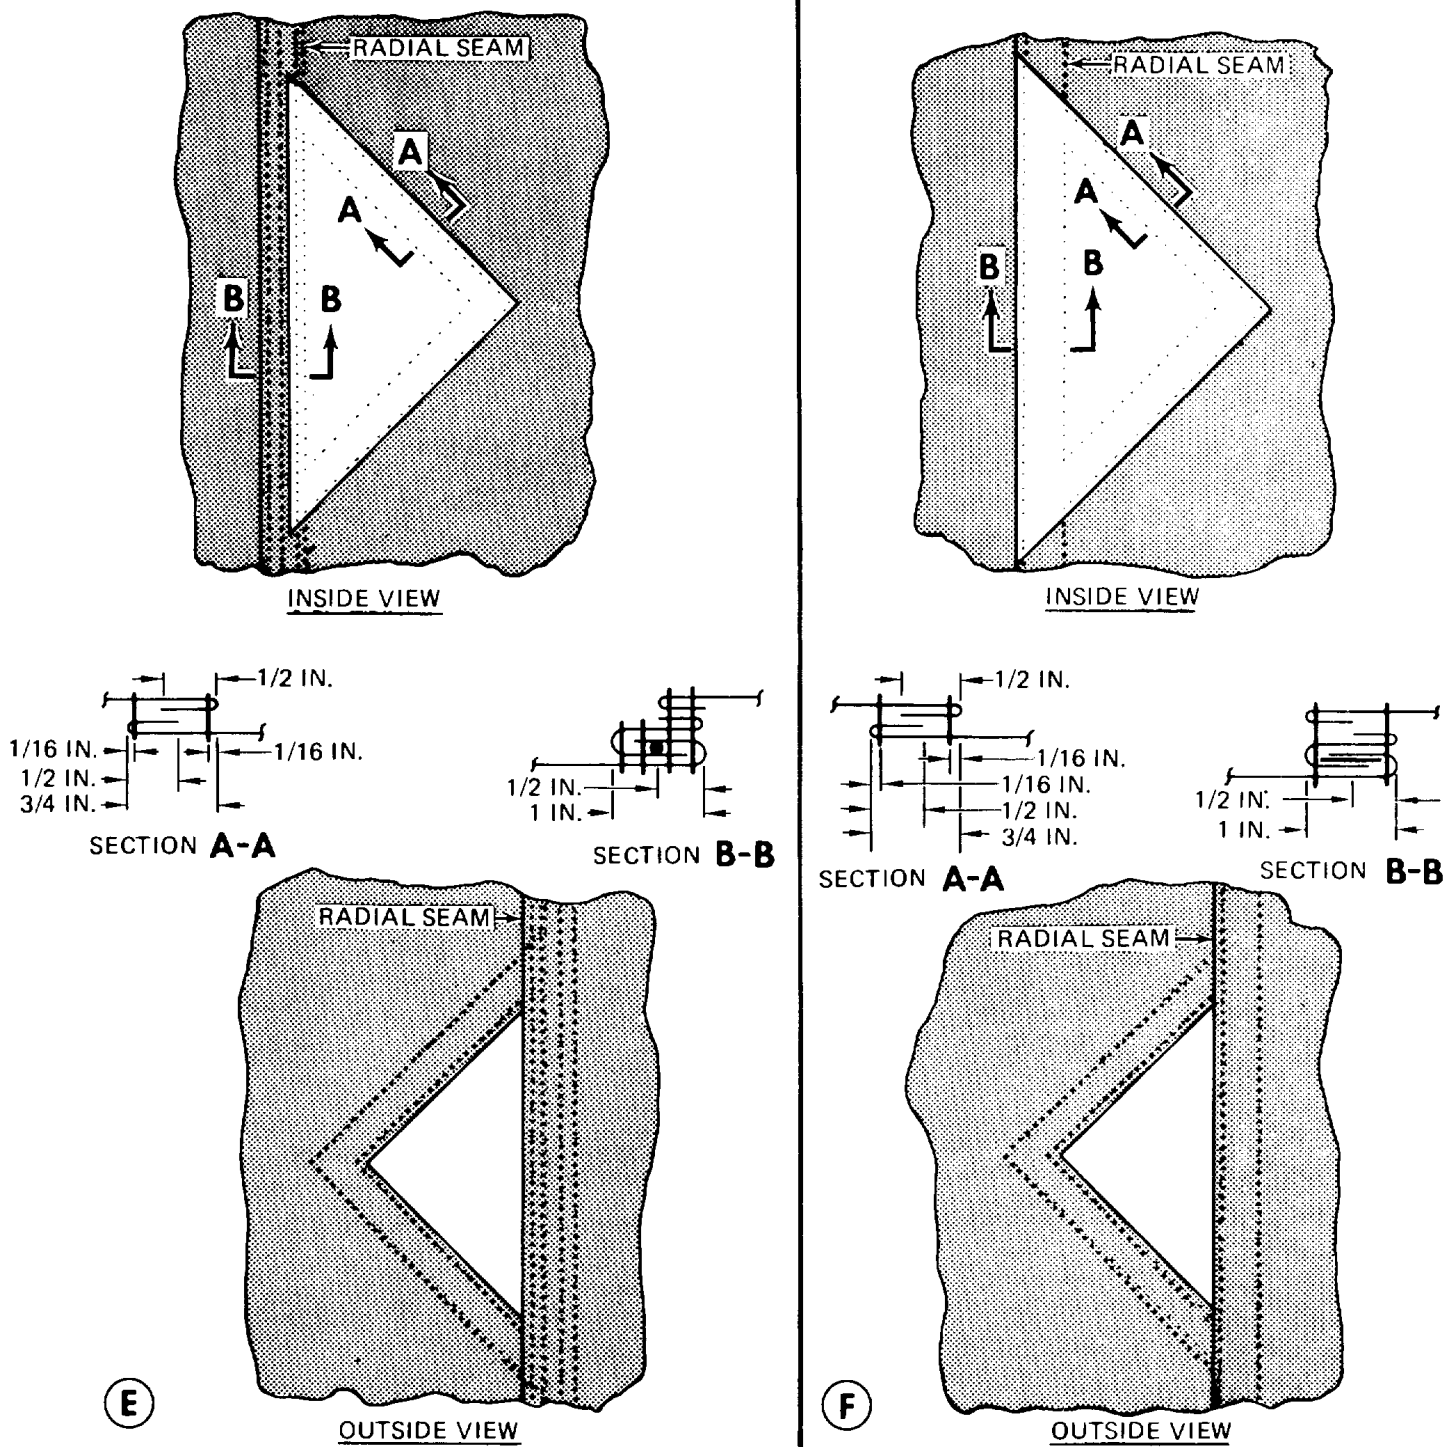 RADIAL SEAM
A
A
B
B
INSIDE VIEW
1/2 IN.
1/16 IN.
1/16 IN.
1/2 IN.
3/4 IN.
SECTION A-A
1/2 IN.
1 IN.
SECTION B-B
RADIAL SEAM
E
OUTSIDE VIEW
RADIAL SEAM
A
A
B
B
INSIDE VIEW
1/2 IN.
1/16 IN.
1/16 IN.
1/2 IN.
3/4 IN.
SECTION A-A
1/2 IN.
1 IN.
SECTION B-B
RADIAL SEAM
F
OUTSIDE VIEW